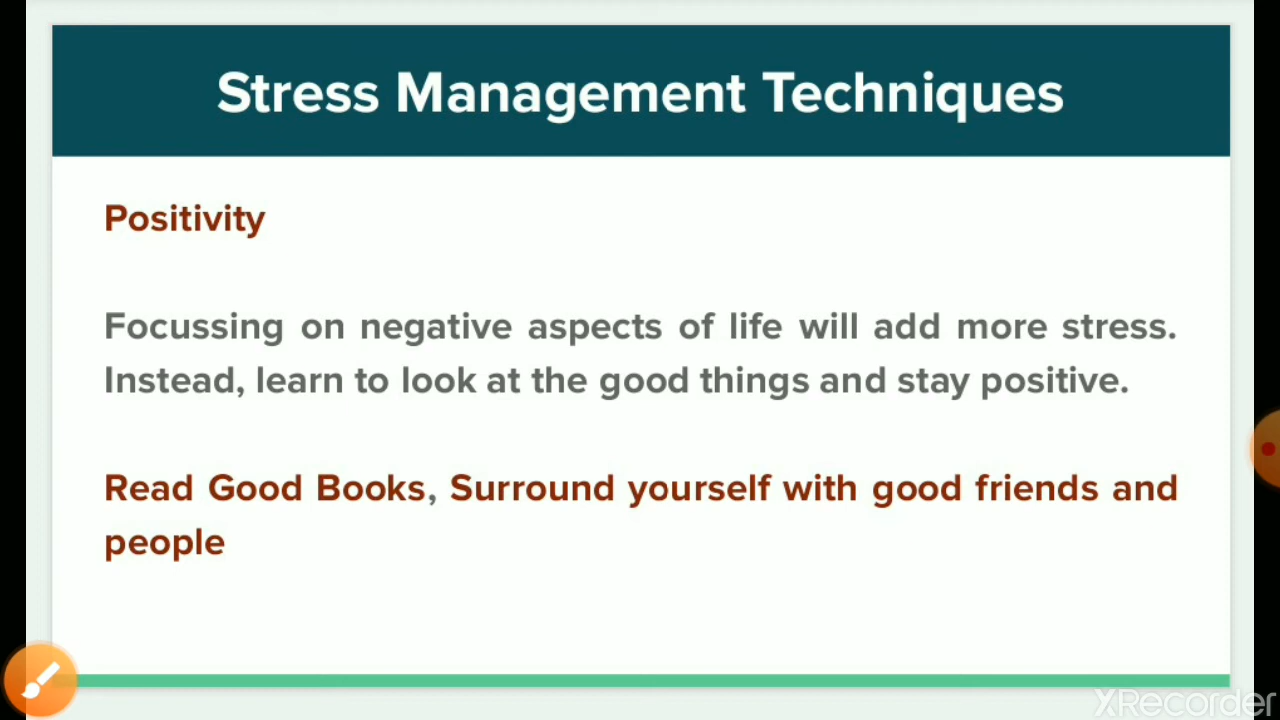 Stress Management Techniques
Positivity
Focussing on negative aspects of life will add more stress.
Instead, learn to look at the good things and stay positive.
Read Good Books, Surround yourself with good friends and
people
XRecorder